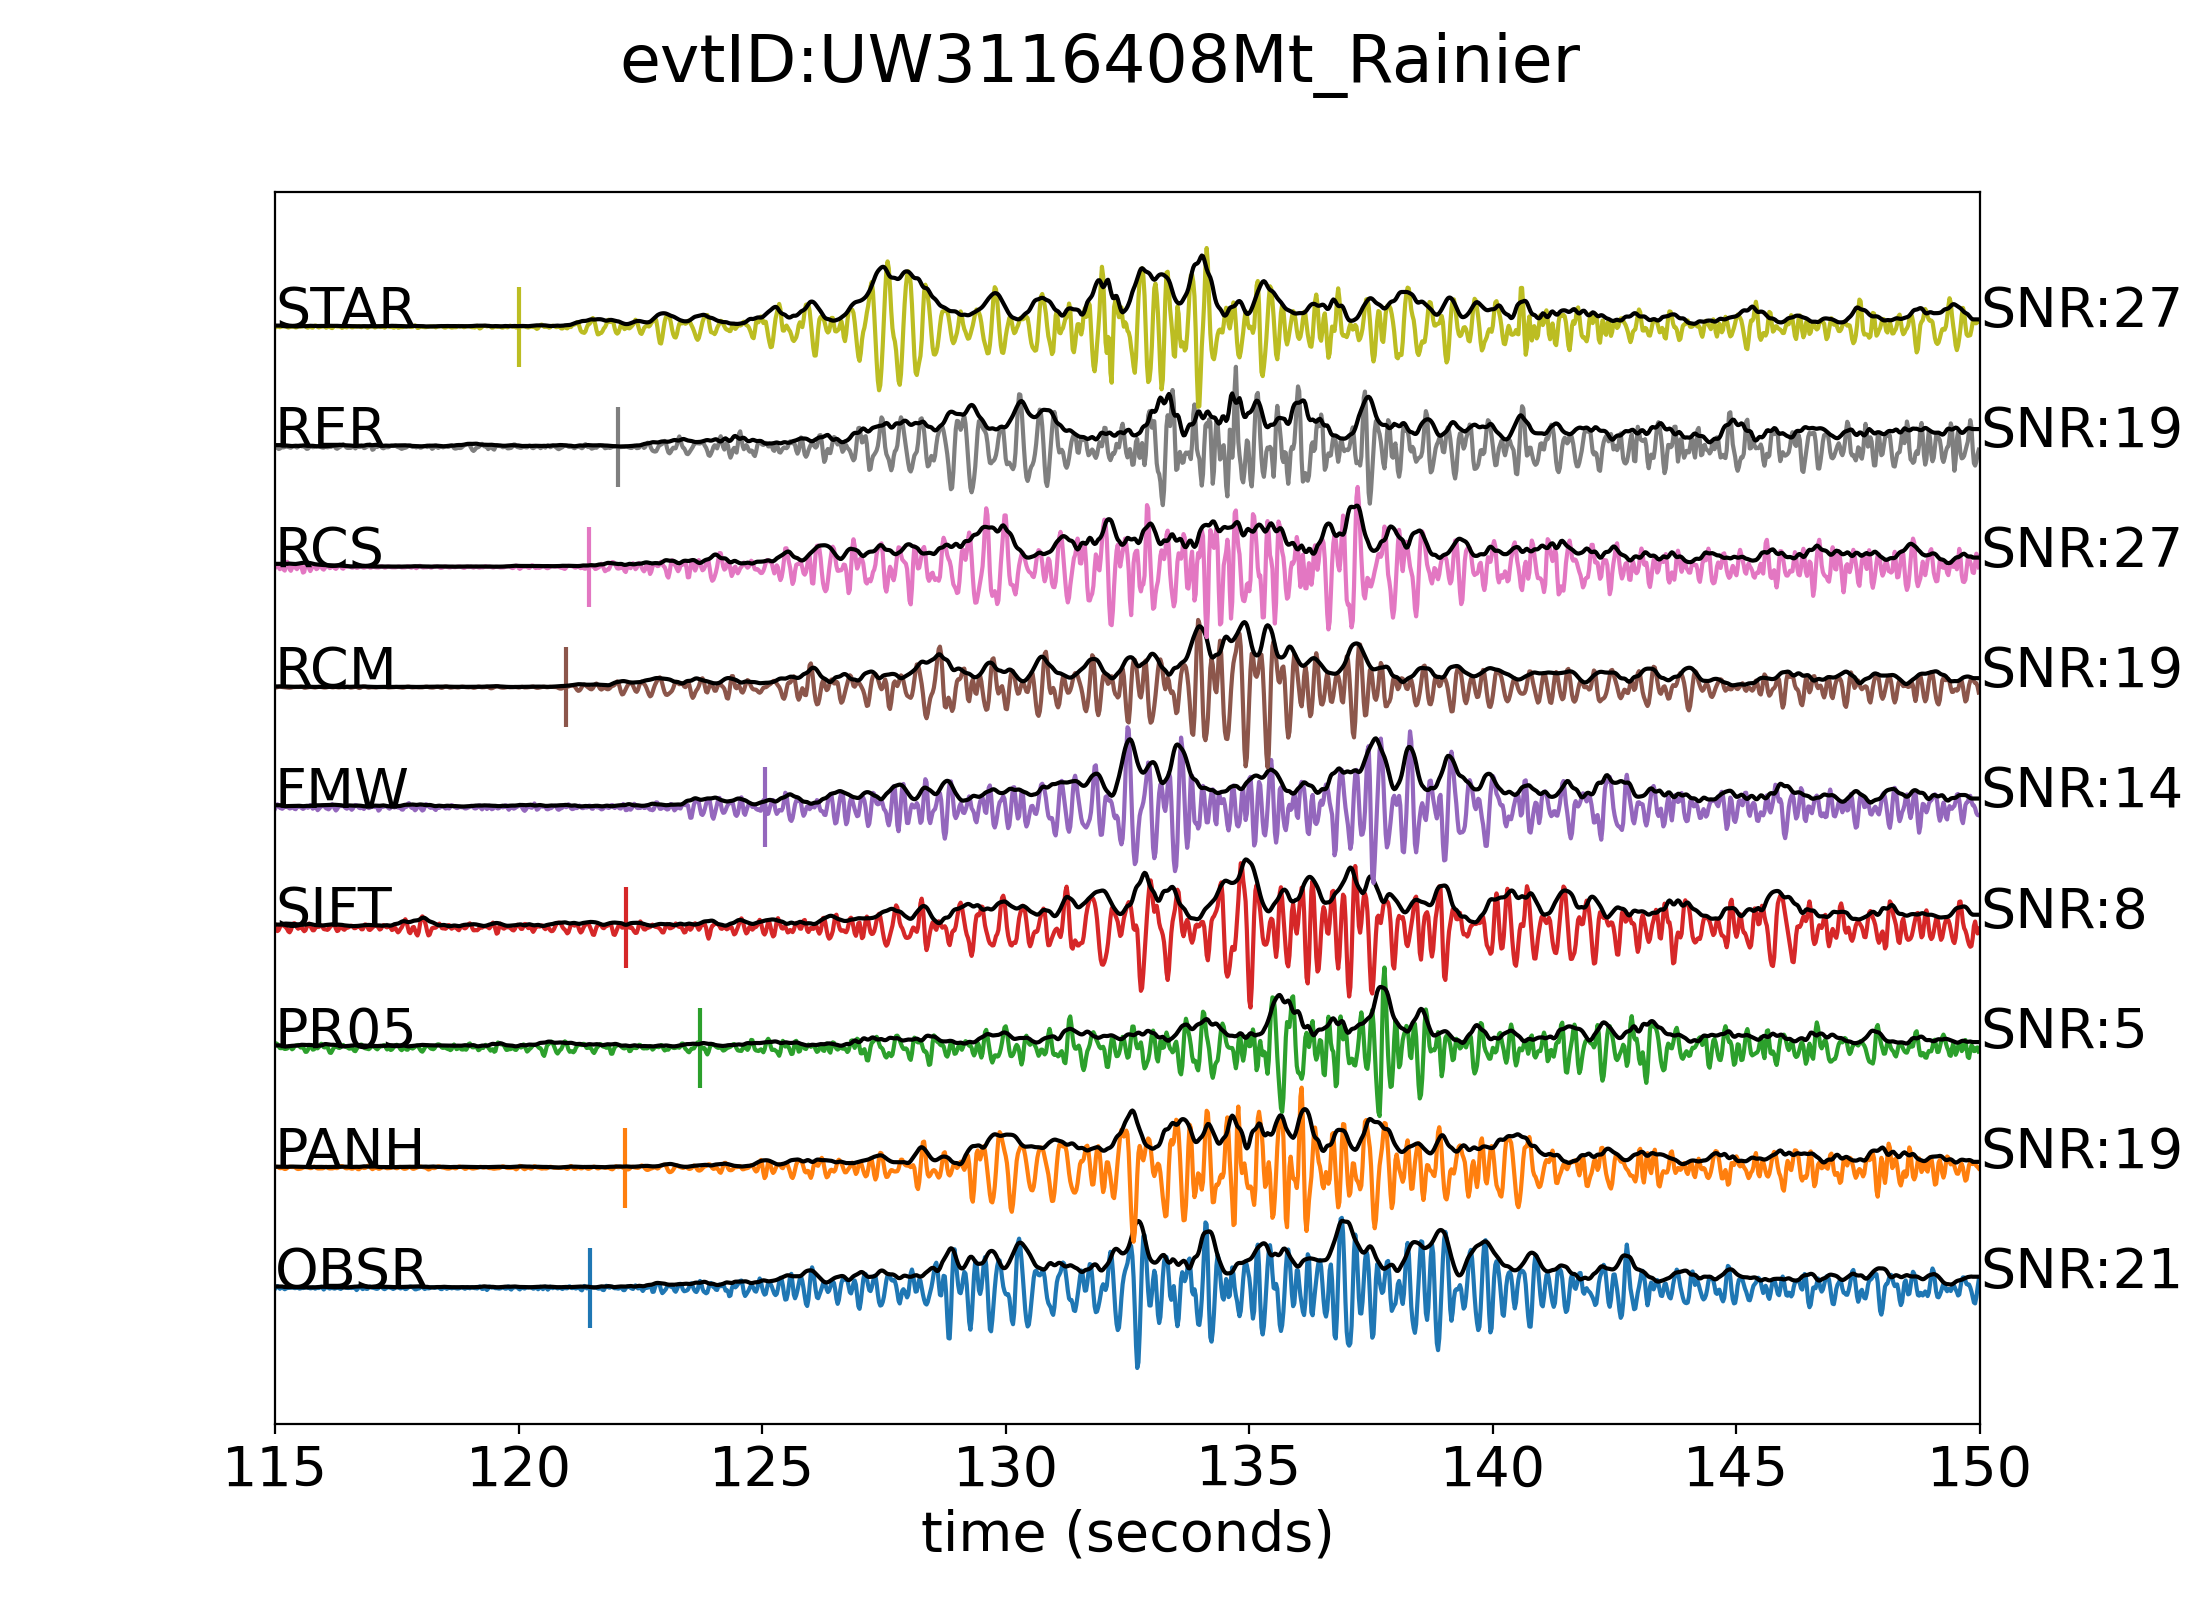 evtID:UW3116408Mt_Rainier
STAR SNR:27
RER SNR:19
RCS SNR:27
RCM SNR:19
FMW SNR:14
SIFT SNR:8
PR05 SNR:5
PANH SNR:19
OBSR SNR:21
115 120 125 130 135 140 145 150
time (seconds)